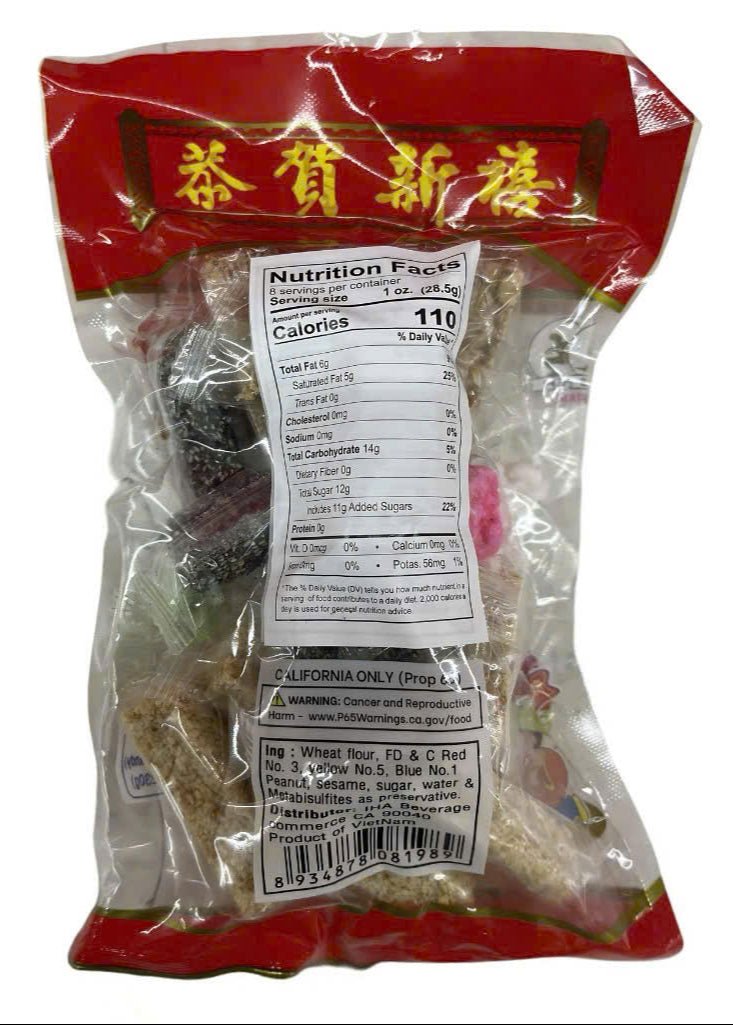 恭賀新禧
Nutrition Facts
8 servings per container
Serving size 1 oz. (28.5g)
Amount per serving
Calories 110
% Daily
Total Fat 6g
Saturated Fat 5g 25%
Trans Fat 0g
Cholesterol 0mg 0%
Sodium 0mg 0%
Total Carbohydrate 14g 5%
Dietary Fiber 0g 0%
Total Sugar 12g
Includes 11g Added Sugars 22%
Protein 0g
Vit. D 0mcg 0% • Calcium 0mg 0%
0% • Potas. 56mg 1%
*The % Daily Value (DV) tells you how much nutrient in a
serving of food contributes to a daily diet. 2,000 calories a
day is used for general nutrition advice.
CALIFORNIA ONLY (Prop
WARNING: Cancer and Reproductive
Harm - www.P65Warnings.ca.gov/food
Ing : Wheat flour, FD & C Red
No. 3, yellow No.5, Blue No.1
Peanut, sesame, sugar, water &
Metabisulfites as preservative.
Distributor: IHA Beverage
commerce CA 90040
Product of VietNam
8 934878 081989